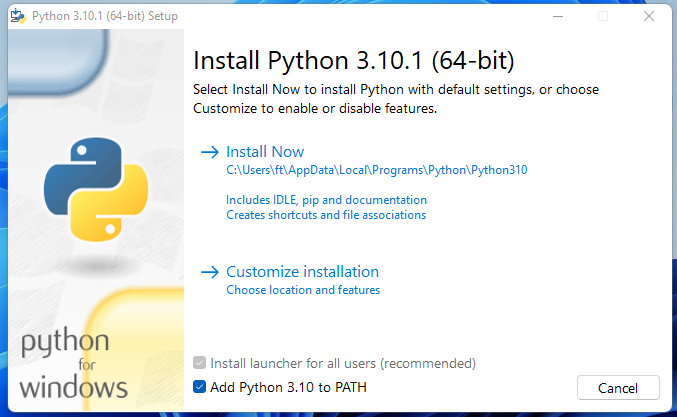 Python 3.10.1 (64-bit) Setup
Install Python 3.10.1 (64-bit)
Select Install Now to install Python with default settings, or choose
Customize to enable or disable features.
Install Now
C:\Users\ft\AppData\Local\Programs\Python\Python310
Includes IDLE, pip and documentation
Creates shortcuts and file associations
Customize installation
Choose location and features
python
for
windows
Install launcher for all users (recommended)
Add Python 3.10 to PATH
Cancel